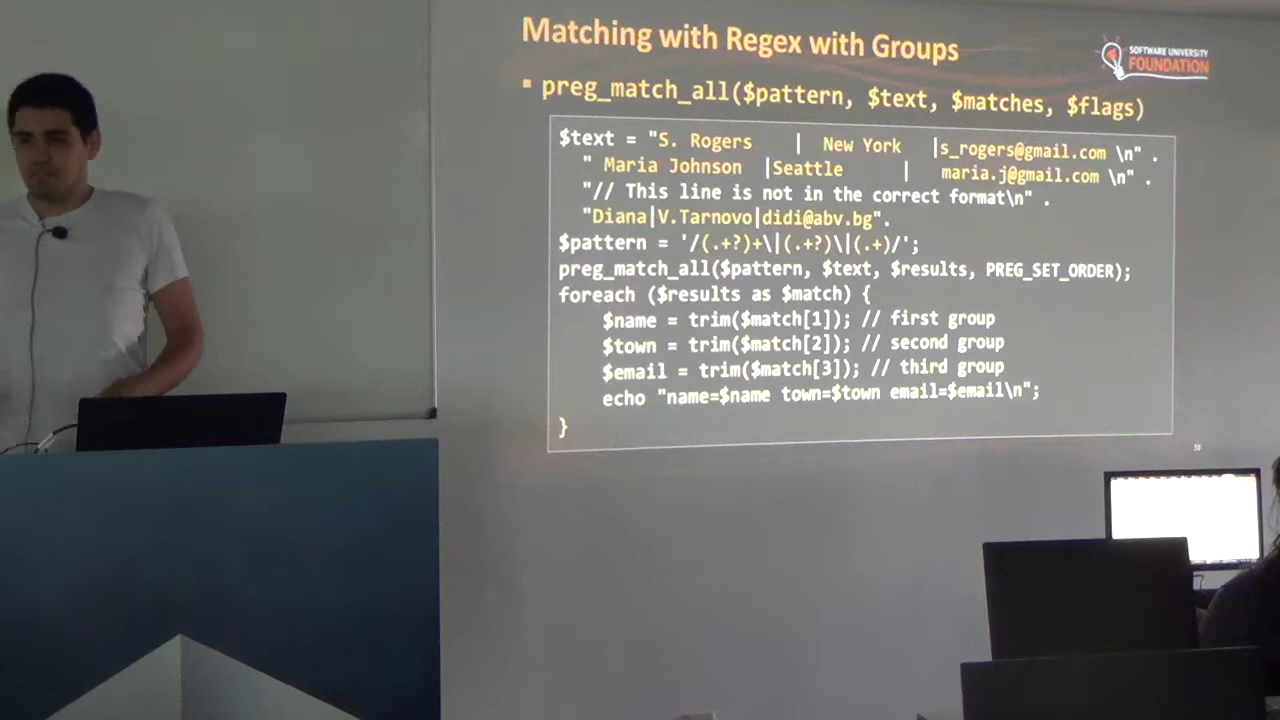 Matching with Regex with Groups
SOFTWARE UNIVERSITY
FOUNDATION
preg_match_all($pattern, $text, $matches, $flags)
$text = "S. Rogers | New York |s_rogers@gmail.com \n" .
" Maria Johnson |Seattle | maria.j@gmail.com \n" .
"// This line is not in the correct format\n" .
"Diana|V.Tarnovo|didi@abv.bg".
$pattern = '/(.+?)+\|(.+?)\|(.+)/';
preg_match_all($pattern, $text, $results, PREG_SET_ORDER);
foreach ($results as $match) {
$name = trim($match[1]); // first group
$town = trim($match[2]); // second group
$email = trim($match[3]); // third group
echo "name=$name town=$town email=$email\n";
}